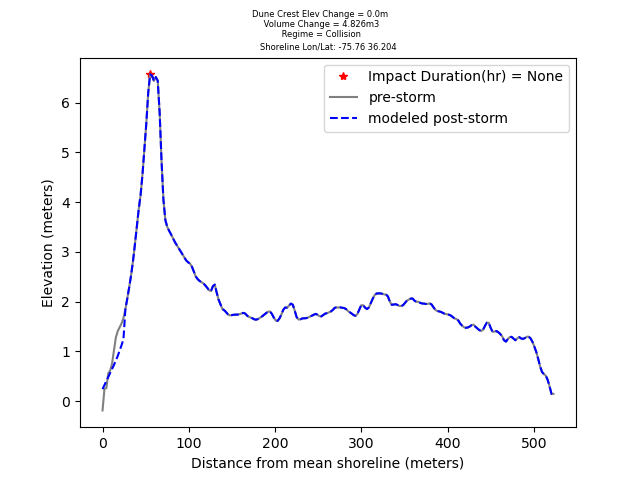 Dune Crest Elev Change = 0.0m
Volume Change = 4.826m3
Regime = Collision
Shoreline Lon/Lat: -75.76 36.204
Impact Duration(hr) = None
pre-storm
modeled post-storm
Elevation (meters)
6
5
4
3
2
1
0
0 100 200 300 400 500
Distance from mean shoreline (meters)